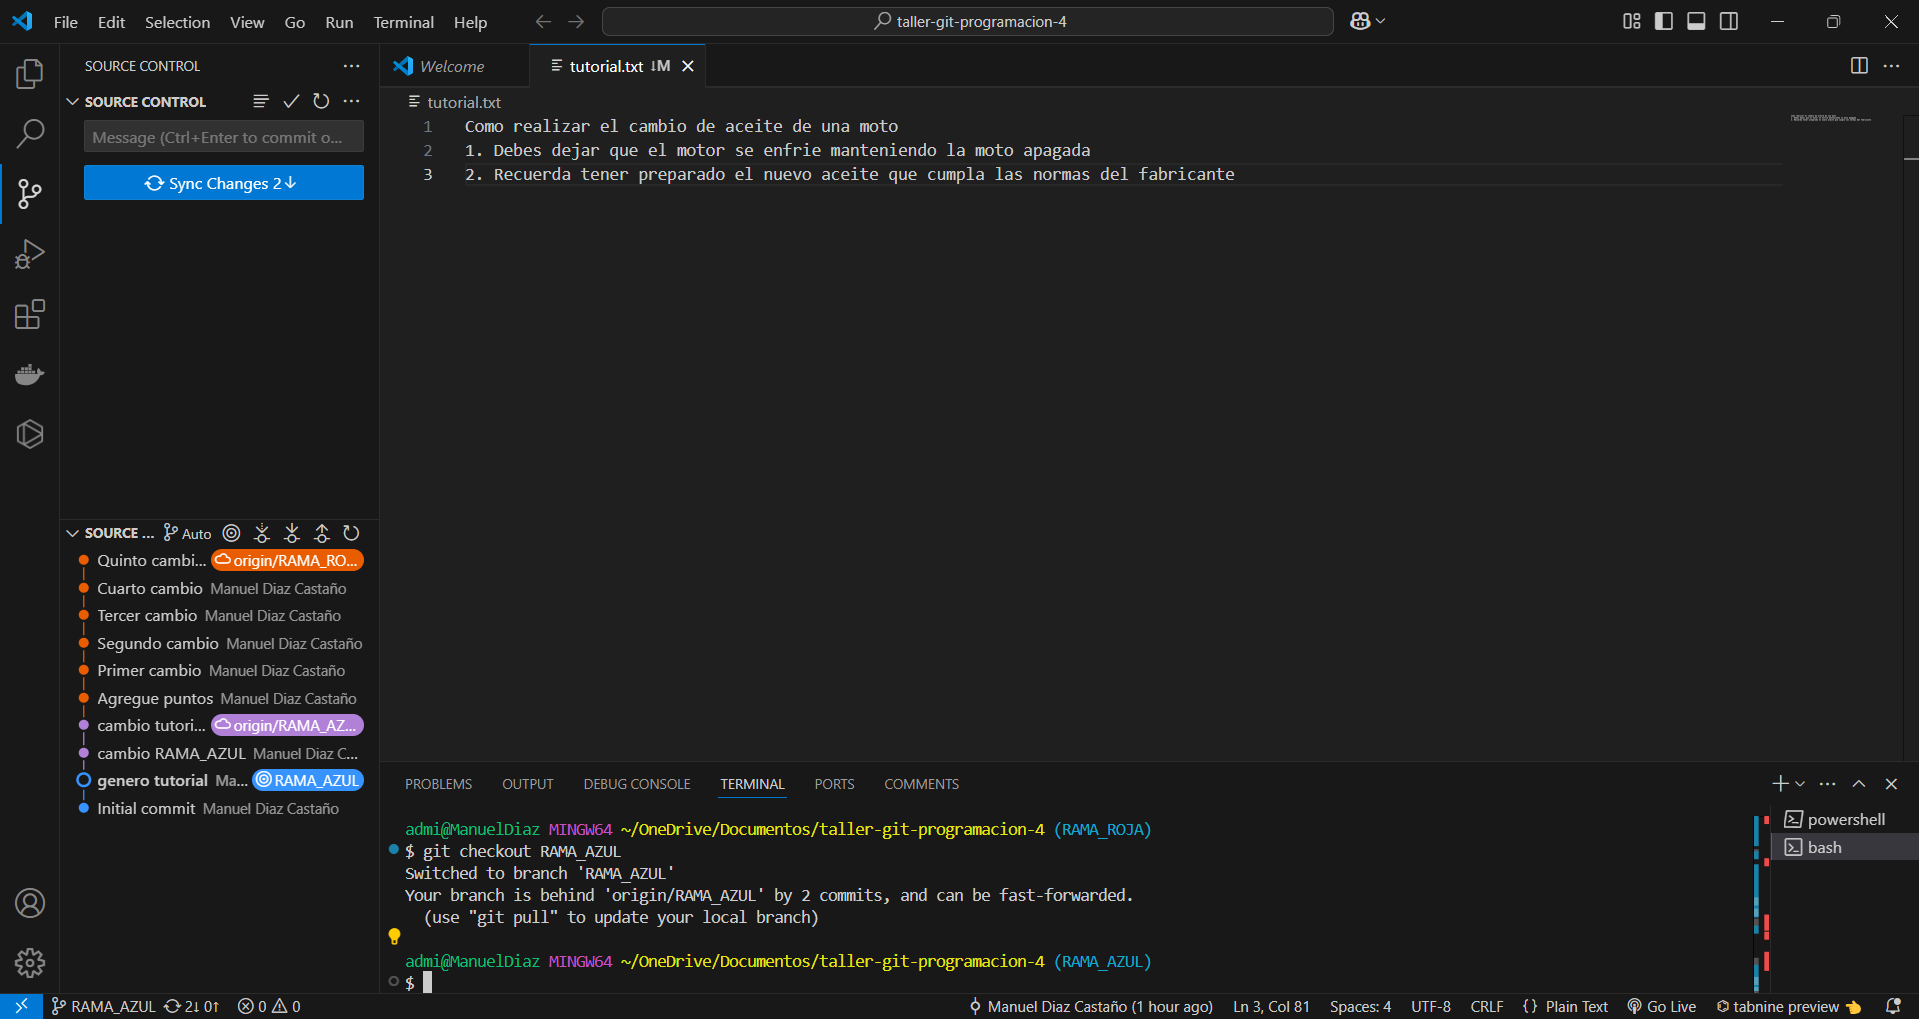 File Edit Selection View Go Run Terminal Help
taller-git-programacion-4
SOURCE CONTROL
SOURCE CONTROL
Message (Ctrl+Enter to commit o...
Sync Changes 2↓
Welcome
tutorial.txt ↓M
tutorial.txt
1 Como realizar el cambio de aceite de una moto
2 1. Debes dejar que el motor se enfrie manteniendo la moto apagada
3 2. Recuerda tener preparado el nuevo aceite que cumpla las normas del fabricante
SOURCE ... Auto
Quinto cambi... origin/RAMA_RO...
Cuarto cambio Manuel Diaz Castaño
Tercer cambio Manuel Diaz Castaño
Segundo cambio Manuel Diaz Castaño
Primer cambio Manuel Diaz Castaño
Agregue puntos Manuel Diaz Castaño
cambio tutori... origin/RAMA_AZ...
cambio RAMA_AZUL Manuel Diaz C...
genero tutorial Ma... RAMA_AZUL
Initial commit Manuel Diaz Castaño
PROBLEMS OUTPUT DEBUG CONSOLE TERMINAL PORTS COMMENTS
admi@ManuelDiaz MINGW64 ~/OneDrive/Documentos/taller-git-programacion-4 (RAMA_ROJA)
$ git checkout RAMA_AZUL
Switched to branch 'RAMA_AZUL'
Your branch is behind 'origin/RAMA_AZUL' by 2 commits, and can be fast-forwarded.
(use "git pull" to update your local branch)
admi@ManuelDiaz MINGW64 ~/OneDrive/Documentos/taller-git-programacion-4 (RAMA_AZUL)
$
powershell
bash
RAMA_AZUL 2↓ 0↑ 0 0 Manuel Diaz Castaño (1 hour ago) Ln 3, Col 81 Spaces: 4 UTF-8 CRLF {} Plain Text Go Live tabnine preview